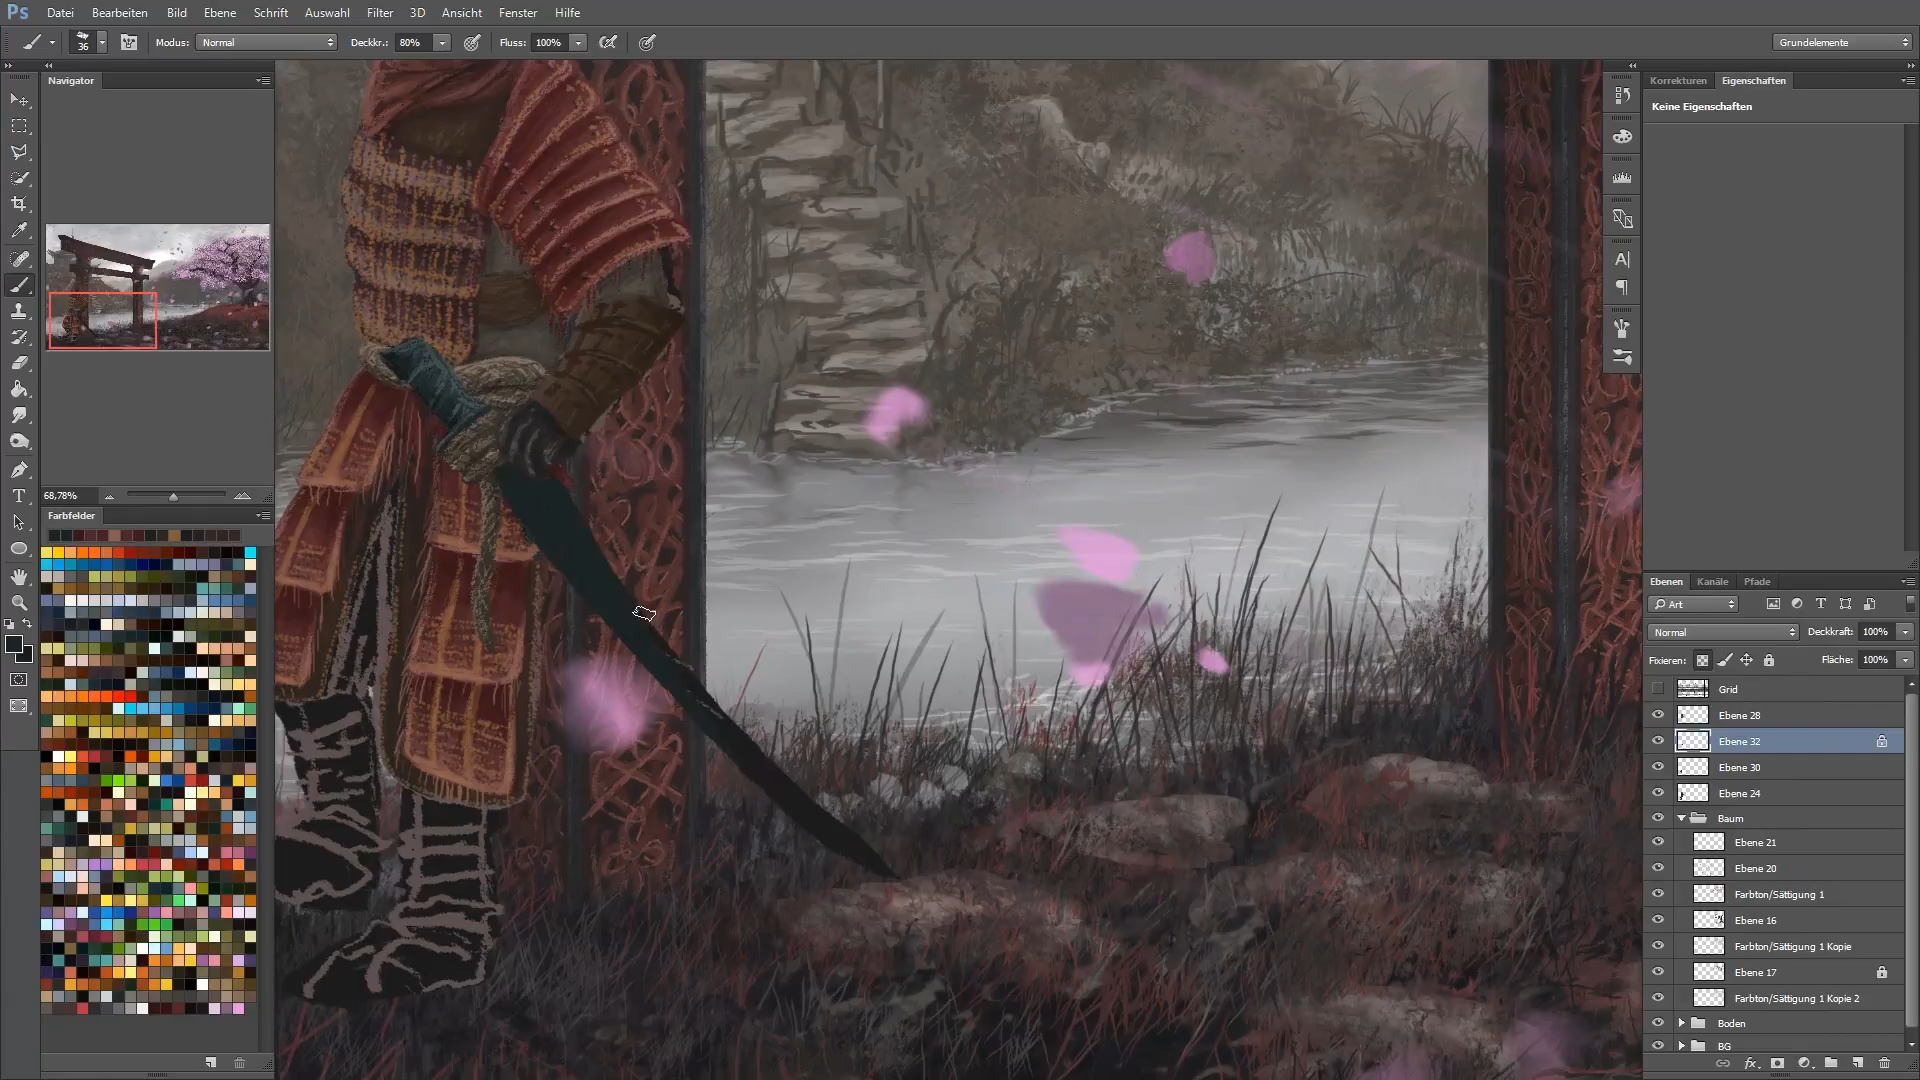 Ps Datei Bearbeiten Bild Ebene Schrift Auswahl Filter 3D Ansicht Fenster Hilfe
36 Modus: Normal Deckkr.: 80% Fluss: 100% Grundelemente
Navigator
68,78%
Farbfelder
Korrekturen Eigenschaften
Keine Eigenschaften
Ebenen Kanäle Pfade
Art
Normal Deckkraft: 100%
Fixieren: Fläche: 100%
Grid
Ebene 28
Ebene 32
Ebene 30
Ebene 24
Baum
Ebene 21
Ebene 20
Farbton/Sättigung 1
Ebene 16
Farbton/Sättigung 1 Kopie
Ebene 17
Farbton/Sättigung 1 Kopie 2
Boden
BG